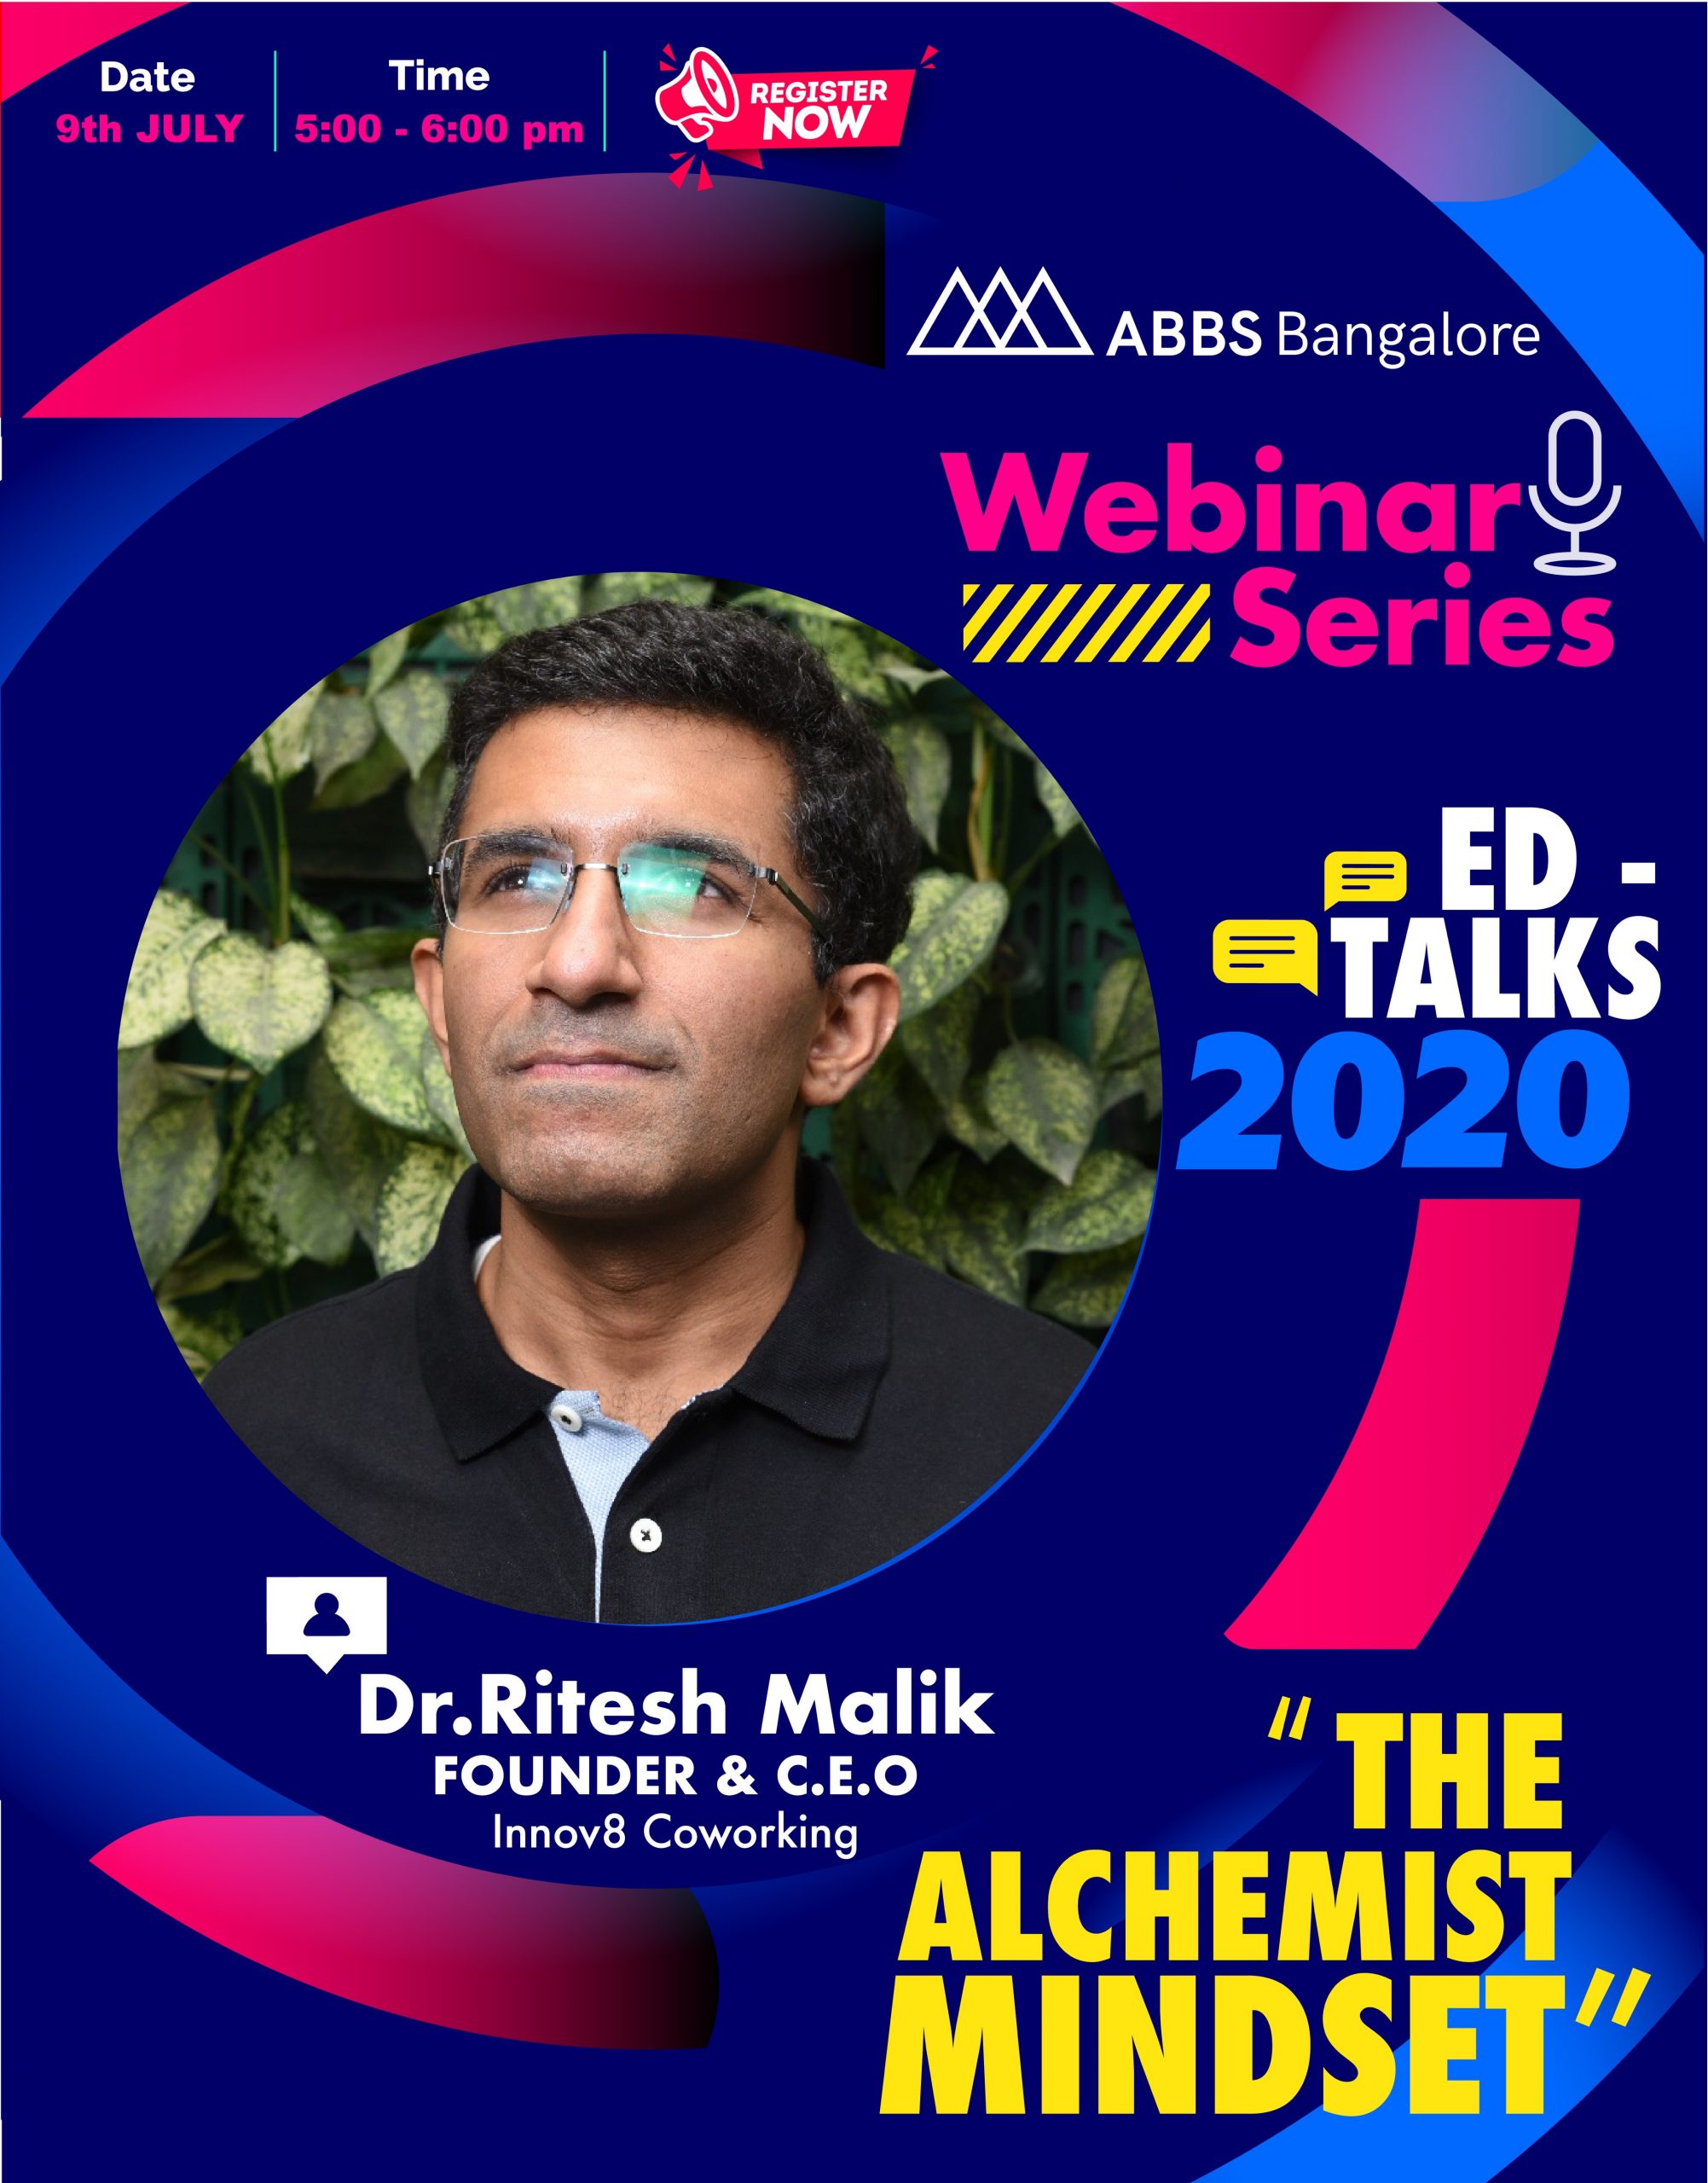 Date
9th JULY
Time
5:00 - 6:00 pm
REGISTER
NOW
ABBS Bangalore
Webinar
Series
ED -
TALKS
2020
Dr.Ritesh Malik
FOUNDER & C.E.O
Innov8 Coworking
“THE
ALCHEMIST
MINDSET”